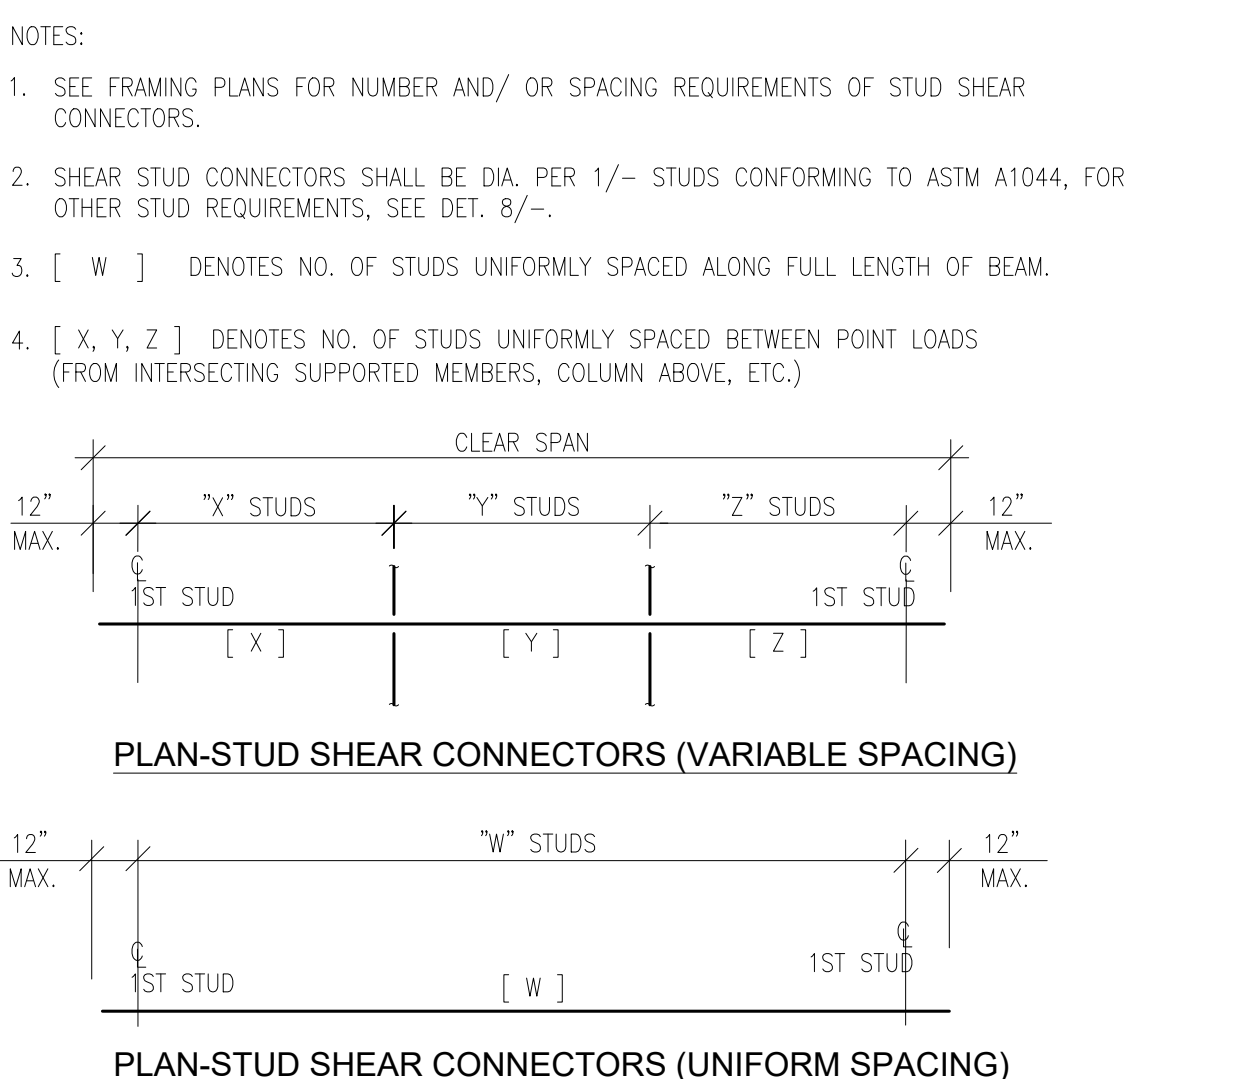 NOTES:
1. SEE FRAMING PLANS FOR NUMBER AND/ OR SPACING REQUIREMENTS OF STUD SHEAR
CONNECTORS.
2. SHEAR STUD CONNECTORS SHALL BE DIA. PER 1/– STUDS CONFORMING TO ASTM A1044, FOR
OTHER STUD REQUIREMENTS, SEE DET. 8/–.
3. [ W ] DENOTES NO. OF STUDS UNIFORMLY SPACED ALONG FULL LENGTH OF BEAM.
4. [ X, Y, Z ] DENOTES NO. OF STUDS UNIFORMLY SPACED BETWEEN POINT LOADS
(FROM INTERSECTING SUPPORTED MEMBERS, COLUMN ABOVE, ETC.)
CLEAR SPAN
12" "X" STUDS "Y" STUDS "Z" STUDS 12"
MAX. MAX.
℄ ℄
1ST STUD 1ST STUD
[ X ] [ Y ] [ Z ]
PLAN-STUD SHEAR CONNECTORS (VARIABLE SPACING)
12" "W" STUDS 12"
MAX. MAX.
℄ ℄
1ST STUD 1ST STUD
[ W ]
PLAN-STUD SHEAR CONNECTORS (UNIFORM SPACING)